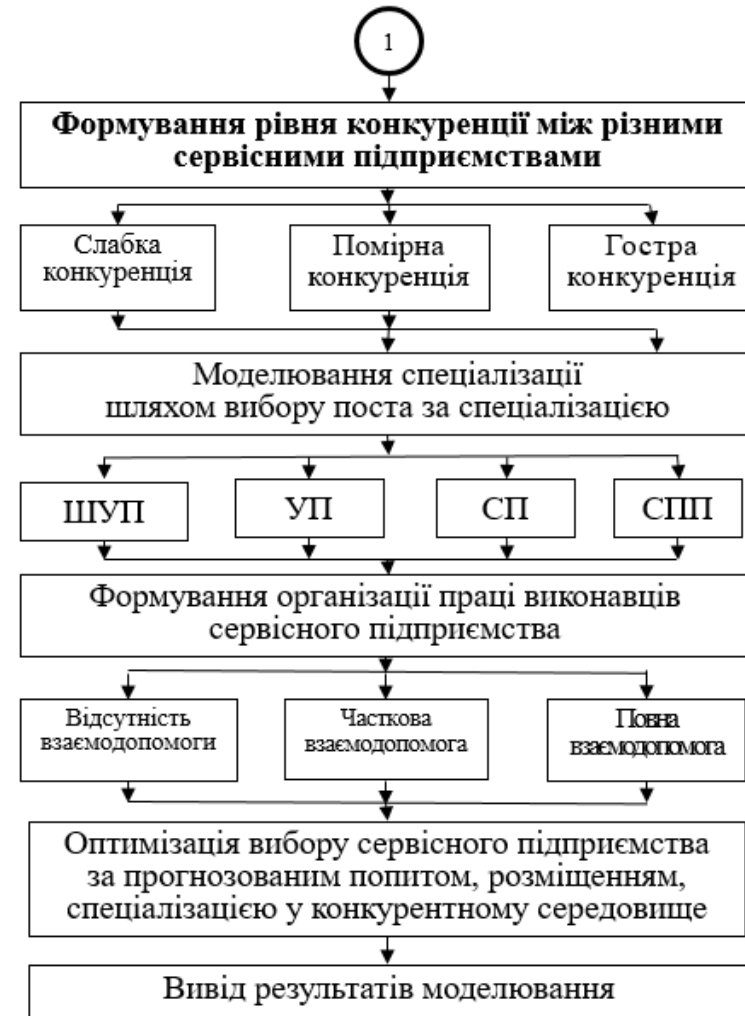 1
Формування рівня конкуренції між різними
сервісними підприємствами
Слабка
конкуренція
Помірна
конкуренція
Гостра
конкуренція
Моделювання спеціалізації
шляхом вибору поста за спеціалізацією
ШУП
УП
СП
СПП
Формування організації праці виконавців
сервісного підприємства
Відсутність
взаємодопомоги
Часткова
взаємодопомога
Повна
взаємодопомога
Оптимізація вибору сервісного підприємства
за прогнозованим попитом, розміщенням,
спеціалізацією у конкурентному середовище
Вивід результатів моделювання